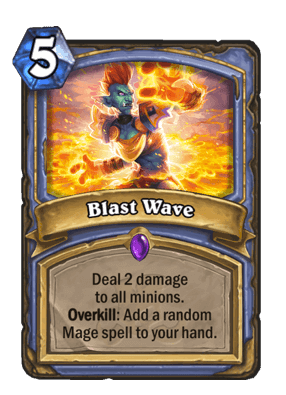 5
Blast Wave
Deal 2 damage
to all minions.
Overkill: Add a random
Mage spell to your hand.